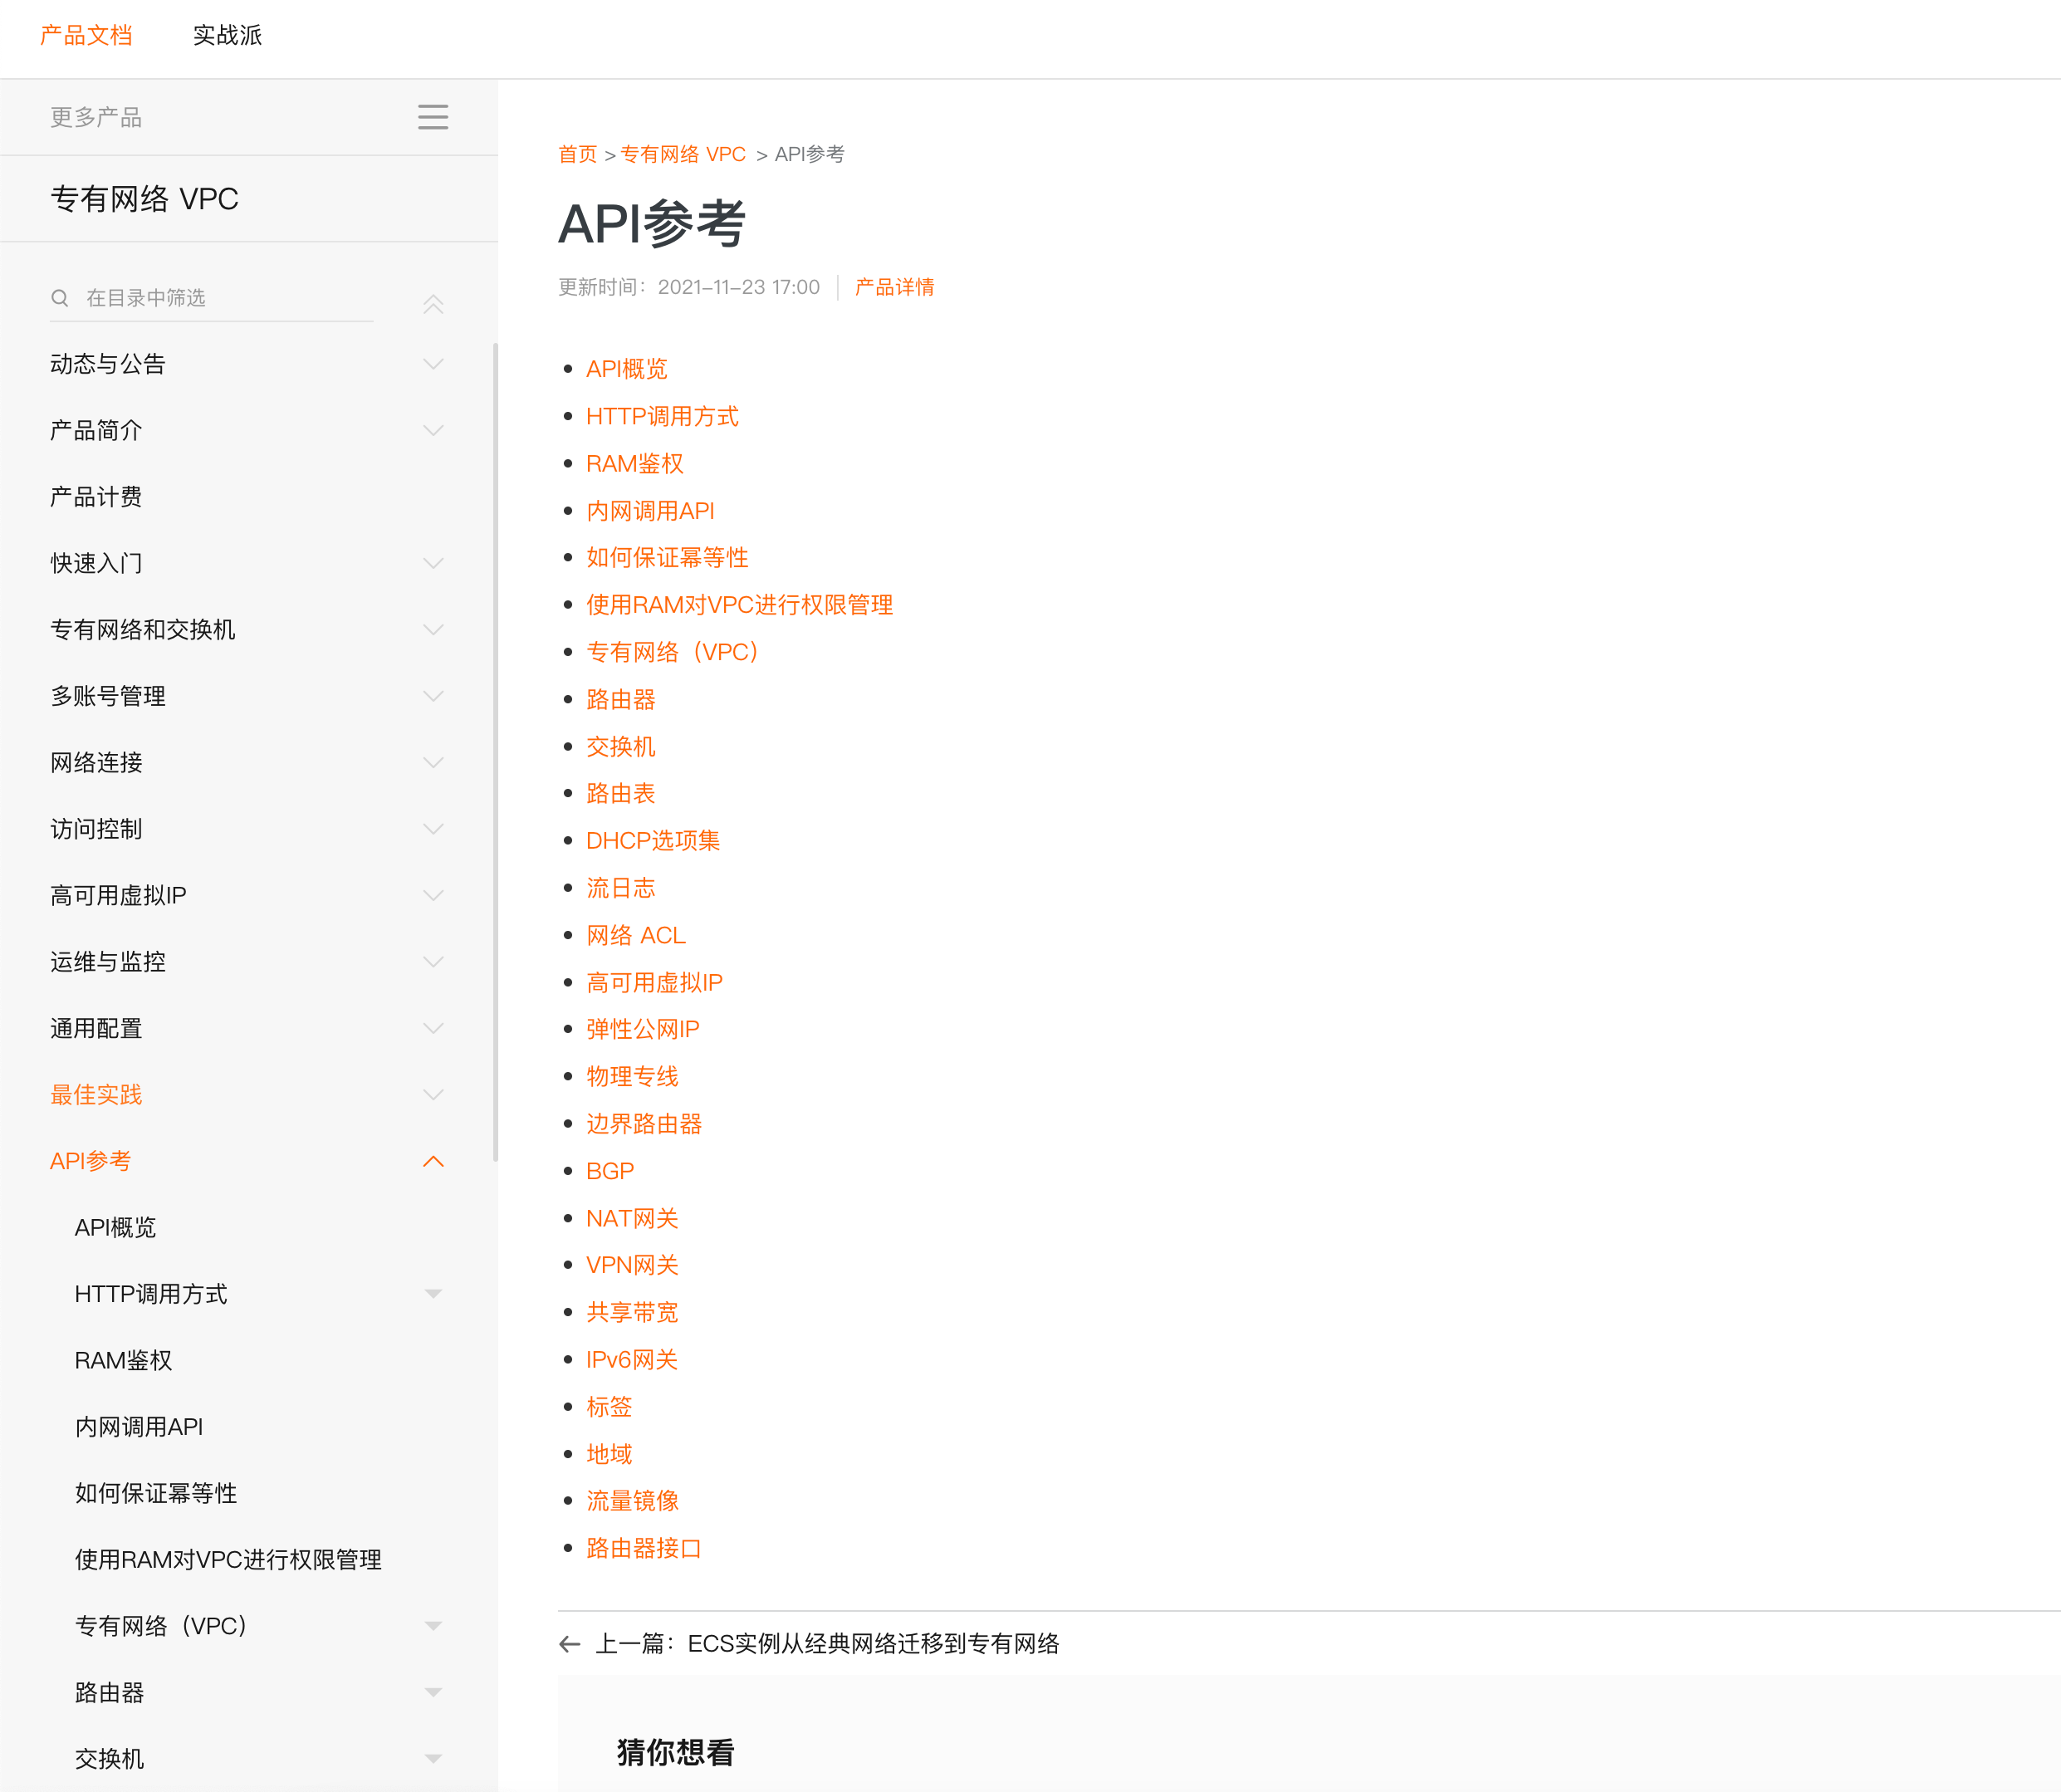 产品文档 实战派
更多产品
专有网络 VPC
在目录中筛选
动态与公告
产品简介
产品计费
快速入门
专有网络和交换机
多账号管理
网络连接
访问控制
高可用虚拟IP
运维与监控
通用配置
最佳实践
API参考
API概览
HTTP调用方式
RAM鉴权
内网调用API
如何保证幂等性
使用RAM对VPC进行权限管理
专有网络（VPC）
路由器
交换机
首页 > 专有网络 VPC > API参考
API参考
更新时间：2021-11-23 17:00 产品详情
API概览
HTTP调用方式
RAM鉴权
内网调用API
如何保证幂等性
使用RAM对VPC进行权限管理
专有网络（VPC）
路由器
交换机
路由表
DHCP选项集
流日志
网络 ACL
高可用虚拟IP
弹性公网IP
物理专线
边界路由器
BGP
NAT网关
VPN网关
共享带宽
IPv6网关
标签
地域
流量镜像
路由器接口
上一篇：ECS实例从经典网络迁移到专有网络
猜你想看